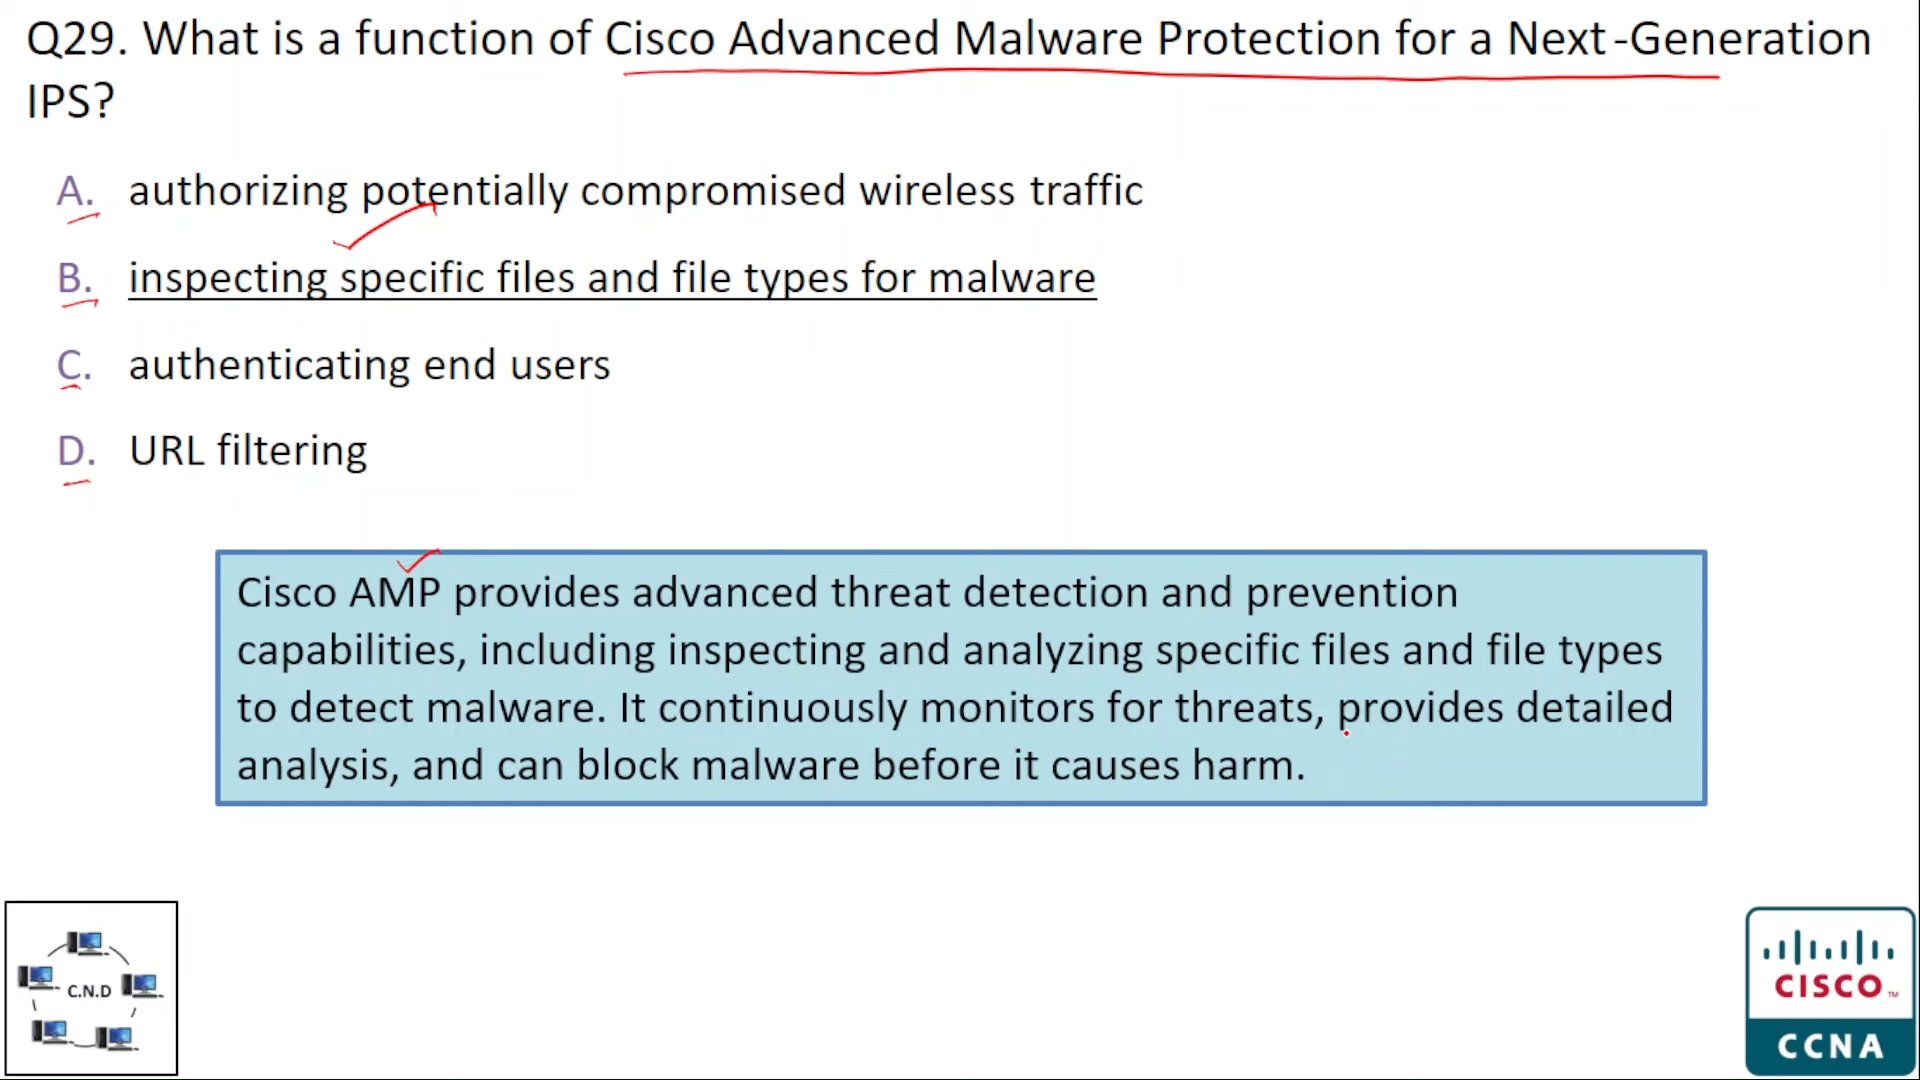 Q29. What is a function of Cisco Advanced Malware Protection for a Next-Generation
IPS?
A. authorizing potentially compromised wireless traffic
B. inspecting specific files and file types for malware
C. authenticating end users
D. URL filtering
Cisco AMP provides advanced threat detection and prevention
capabilities, including inspecting and analyzing specific files and file types
to detect malware. It continuously monitors for threats, provides detailed
analysis, and can block malware before it causes harm.
C.N.D
CISCO™
CCNA